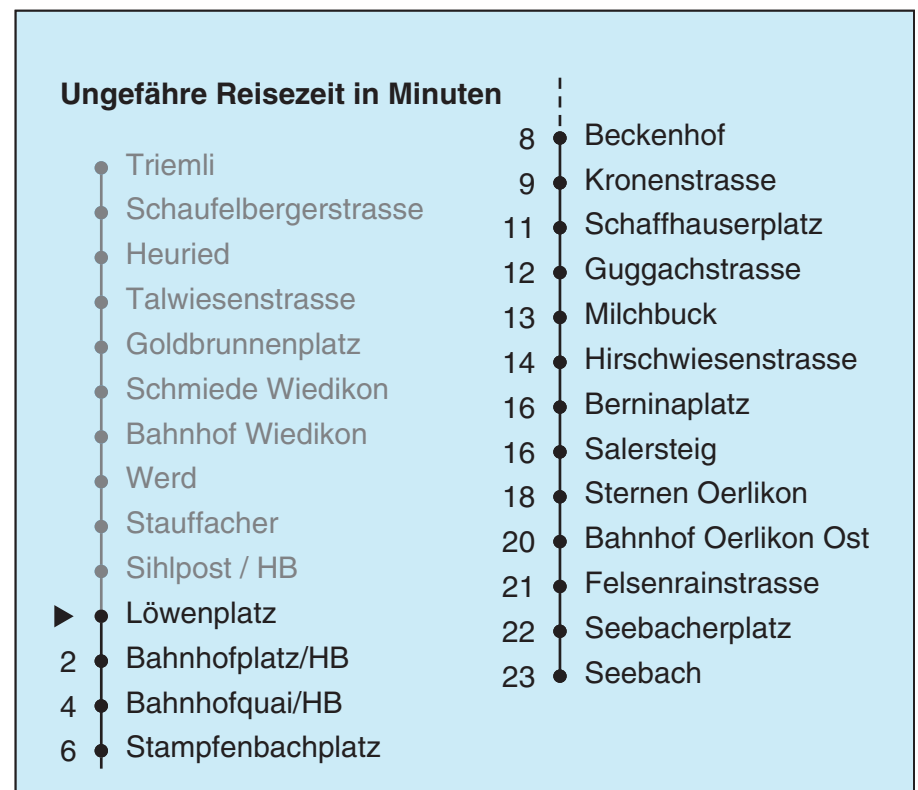 Ungefähre Reisezeit in Minuten
Triemli
Schaufelbergerstrasse
Heuried
Talwiesenstrasse
Goldbrunnenplatz
Schmiede Wiedikon
Bahnhof Wiedikon
Werd
Stauffacher
Sihlpost / HB
Löwenplatz
2 Bahnhofplatz/HB
4 Bahnhofquai/HB
6 Stampfenbachplatz
8 Beckenhof
9 Kronenstrasse
11 Schaffhauserplatz
12 Guggachstrasse
13 Milchbuck
14 Hirschwiesenstrasse
16 Berninaplatz
16 Salersteig
18 Sternen Oerlikon
20 Bahnhof Oerlikon Ost
21 Felsenrainstrasse
22 Seebacherplatz
23 Seebach